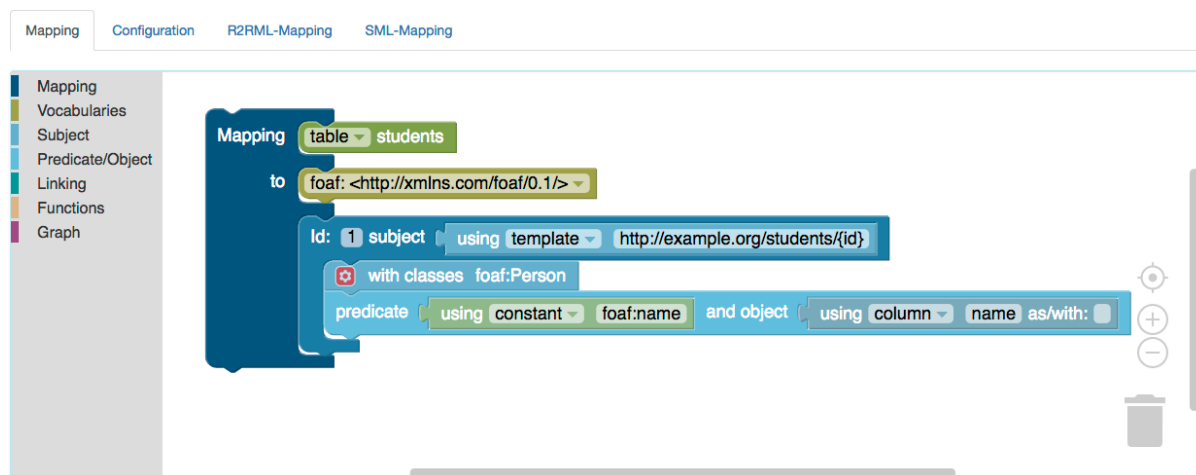 Mapping Configuration R2RML-Mapping SML-Mapping
Mapping
Vocabularies
Subject
Predicate/Object
Linking
Functions
Graph
Mapping table students
to foaf: <http://xmlns.com/foaf/0.1/>
Id: 1 subject using template http://example.org/students/{id}
with classes foaf:Person
predicate using constant foaf:name and object using column name as/with: